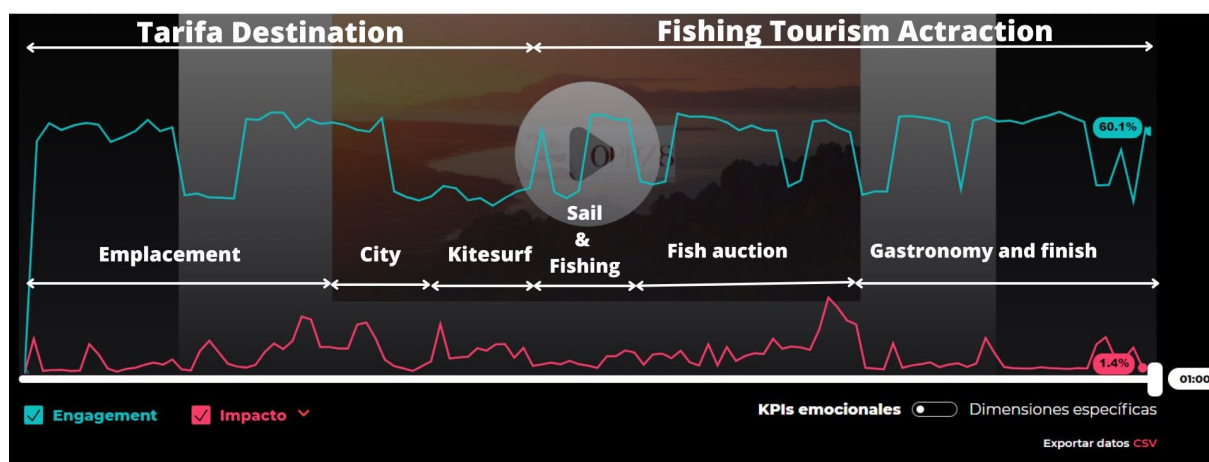 Tarifa Destination
Fishing Tourism Actraction
60.1%
Emplacement
City
Kitesurf
Sail
&
Fishing
Fish auction
Gastronomy and finish
1.4%
01:00
Engagement
Impacto
KPIs emocionales
Dimensiones específicas
Exportar datos CSV